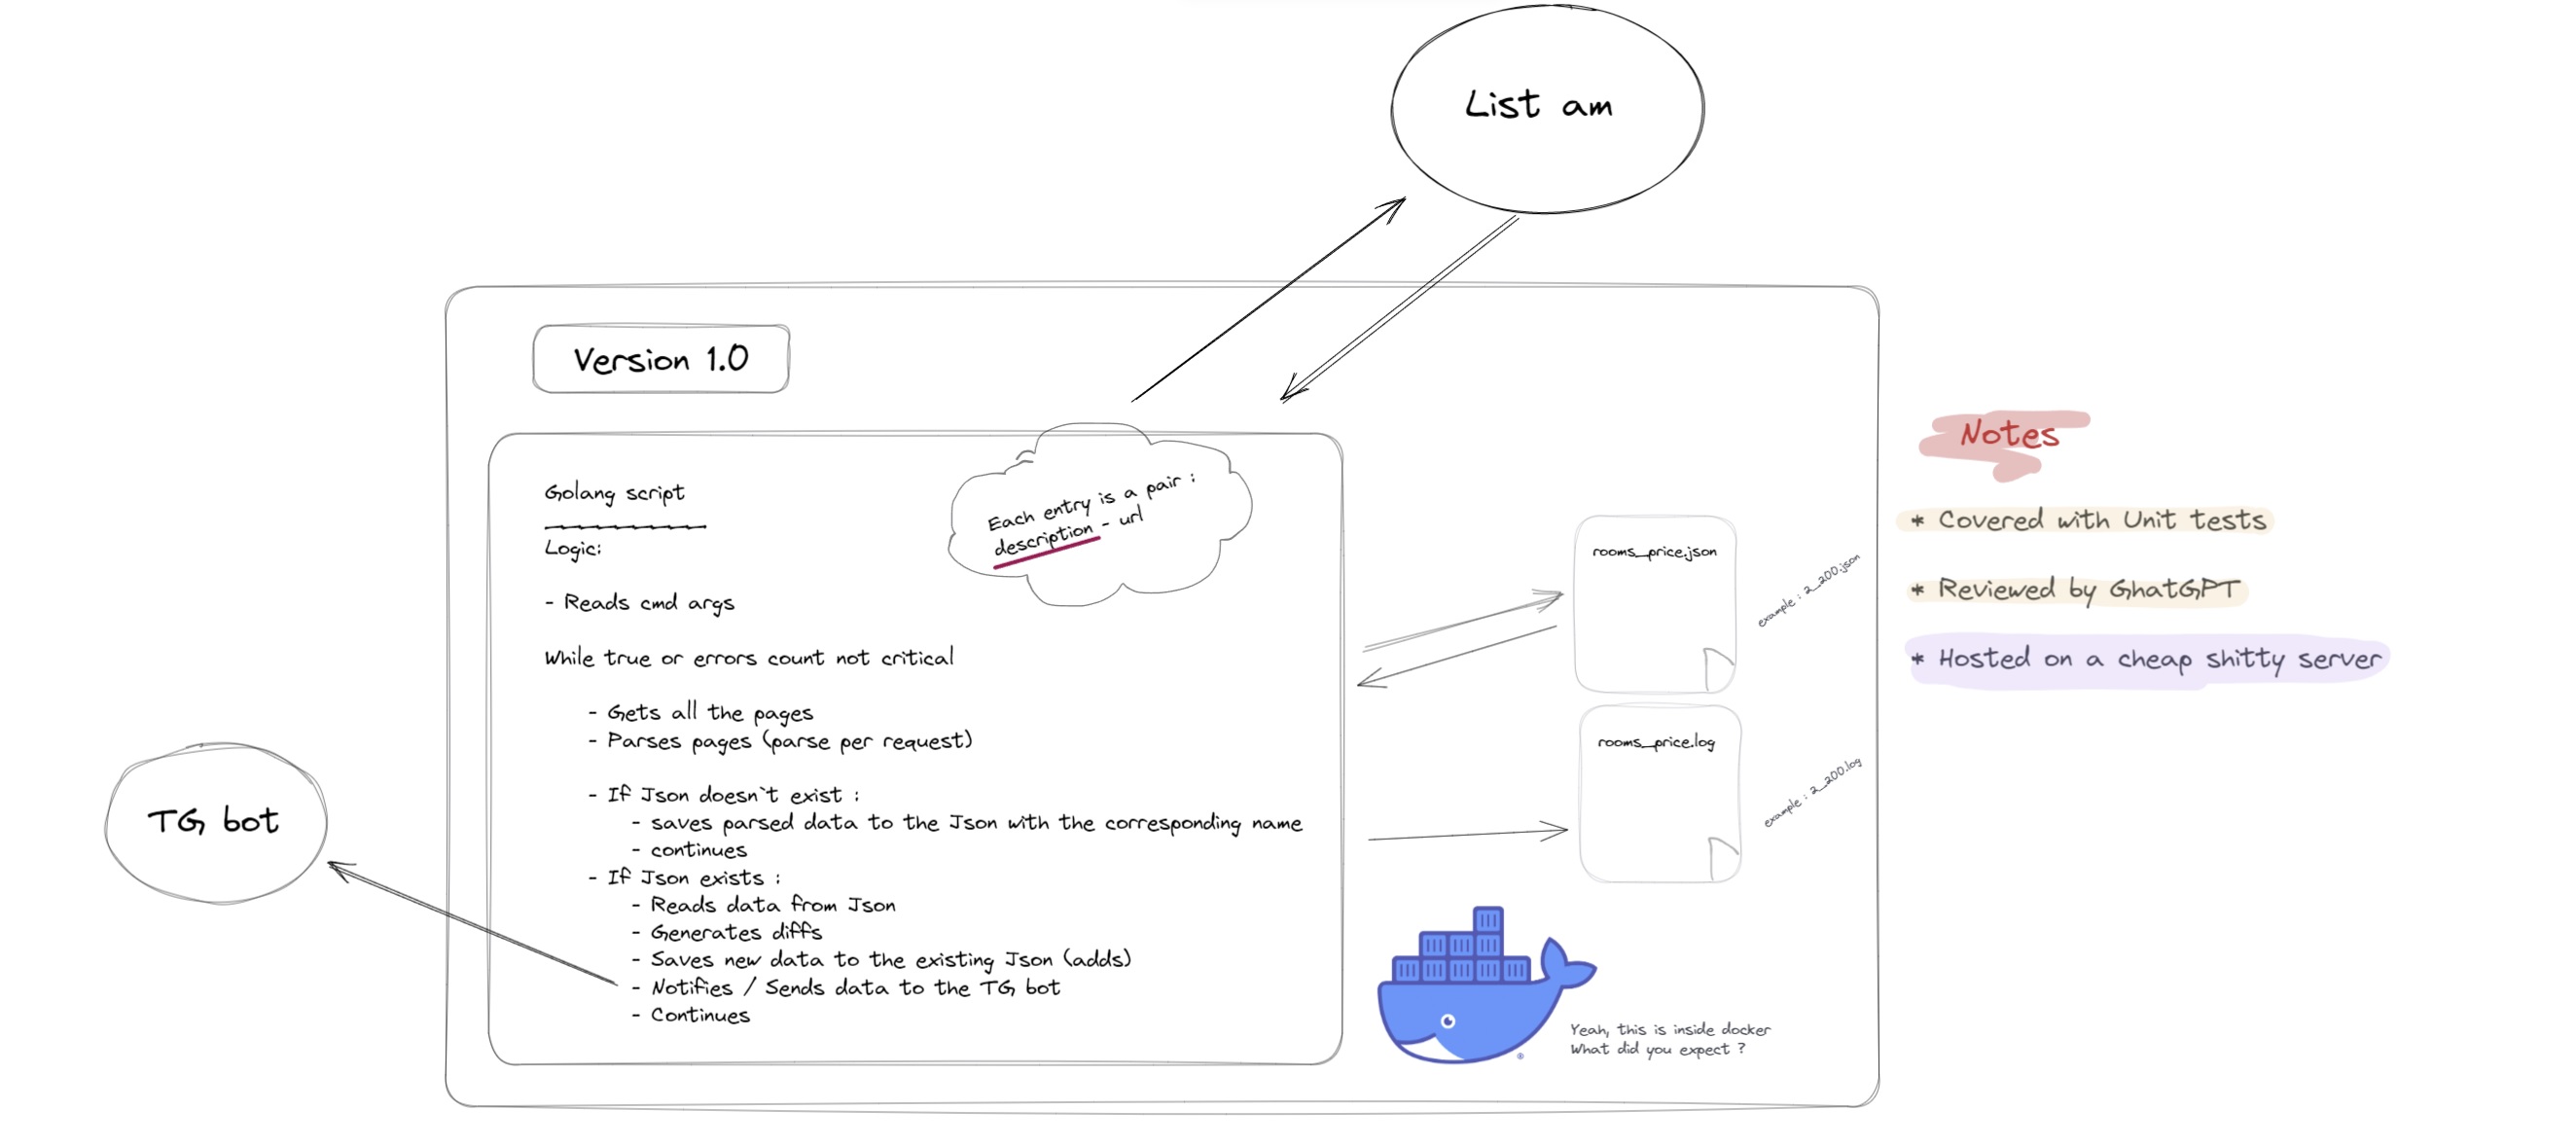 List am
Version 1.0
Golang script
Logic:
- Reads cmd args
While true or errors count not critical
- Gets all the pages
- Parses pages (parse per request)
- If Json doesn`t exist :
- saves parsed data to the Json with the corresponding name
- continues
- If Json exists :
- Reads data from Json
- Generates diffs
- Saves new data to the existing Json (adds)
- Notifies / Sends data to the TG bot
- Continues
Each entry is a pair :
description - url
rooms_price.json
example : 2_200.json
rooms_price.log
example : 2_200.log
Yeah, this is inside docker
What did you expect ?
TG bot
Notes
* Covered with Unit tests
* Reviewed by GhatGPT
* Hosted on a cheap shitty server